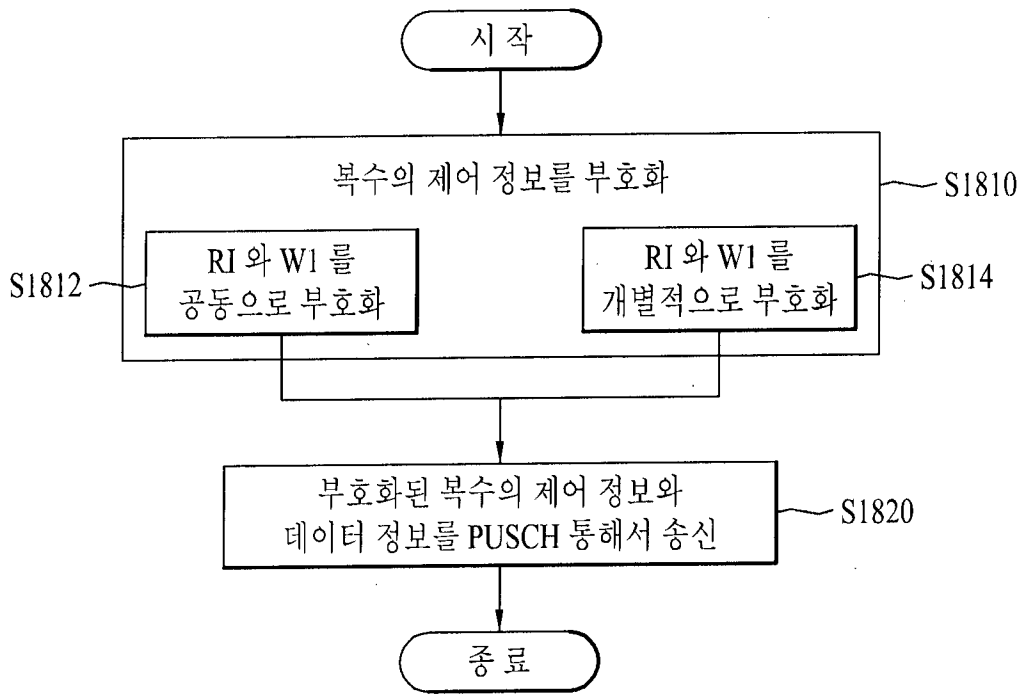 시 작
복수의 제어 정보를 부호화
S1810
RI 와 W1 를
공동으로 부호화
S1812
RI 와 W1 를
개별적으로 부호화
S1814
부호화된 복수의 제어 정보와
데이터 정보를 PUSCH 통해서 송신
S1820
종 료